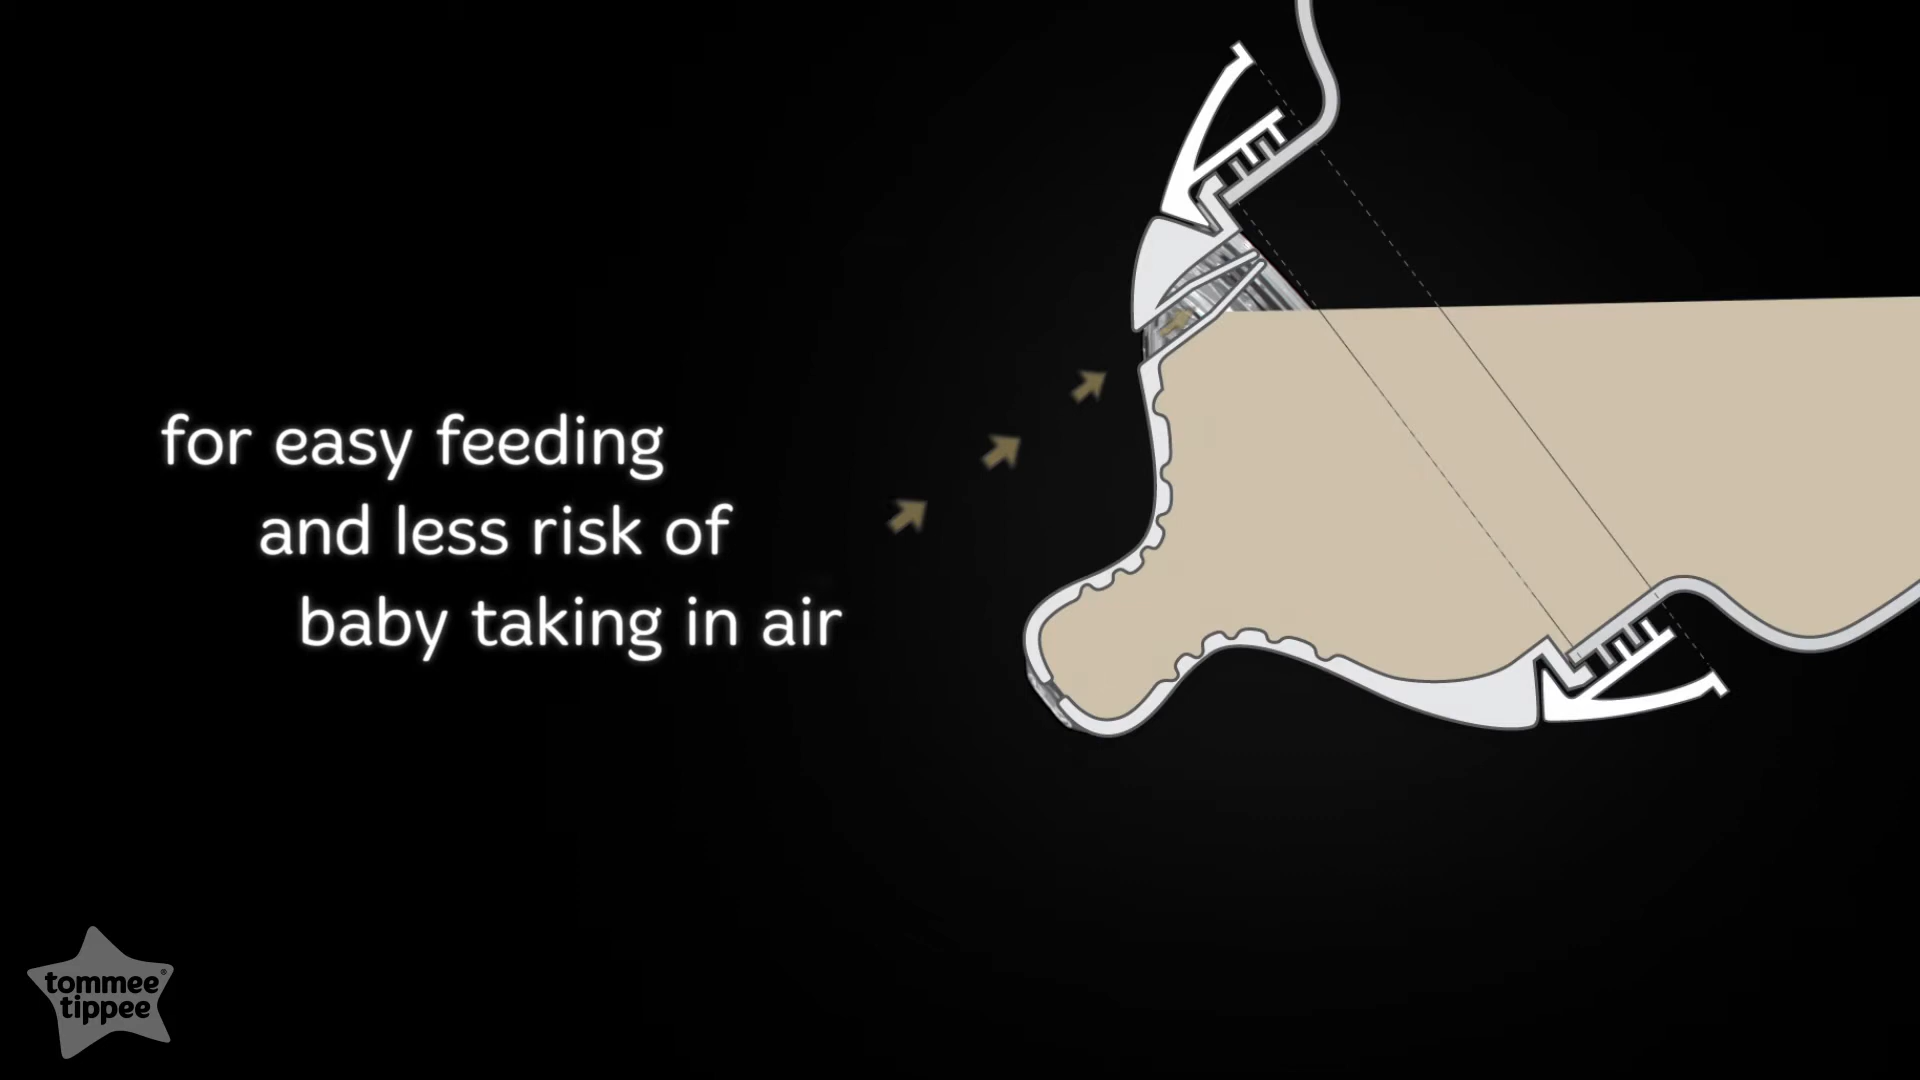 for easy feeding
and less risk of
baby taking in air
tommee®
tippee